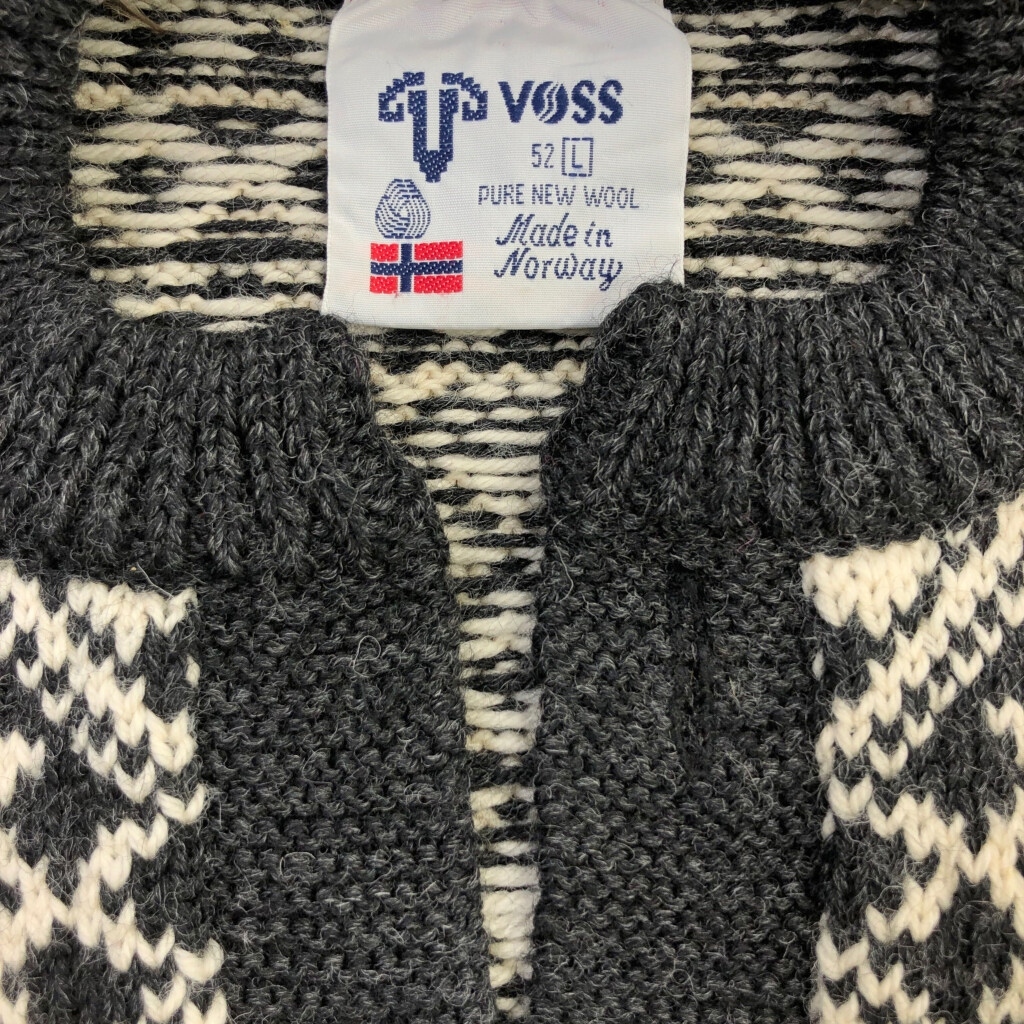 VOSS
52 L
PURE NEW WOOL
Made in
Norway